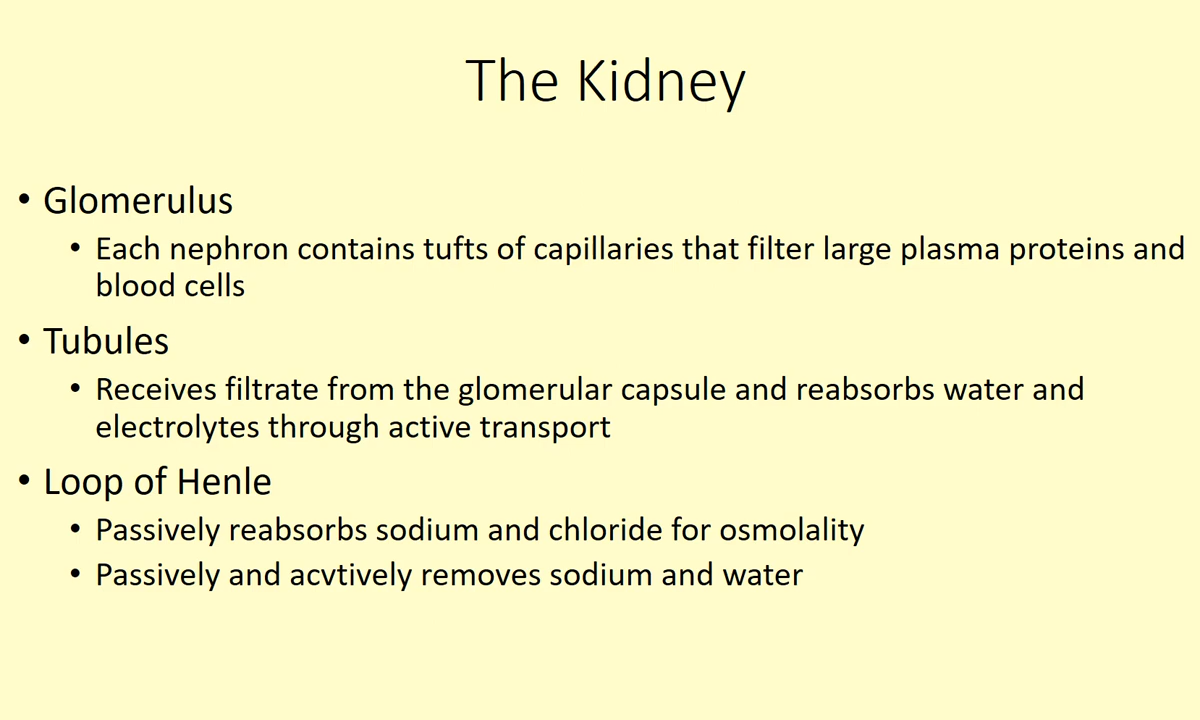 The Kidney
• Glomerulus
• Each nephron contains tufts of capillaries that filter large plasma proteins and
blood cells
• Tubules
• Receives filtrate from the glomerular capsule and reabsorbs water and
electrolytes through active transport
• Loop of Henle
• Passively reabsorbs sodium and chloride for osmolality
• Passively and acvtively removes sodium and water